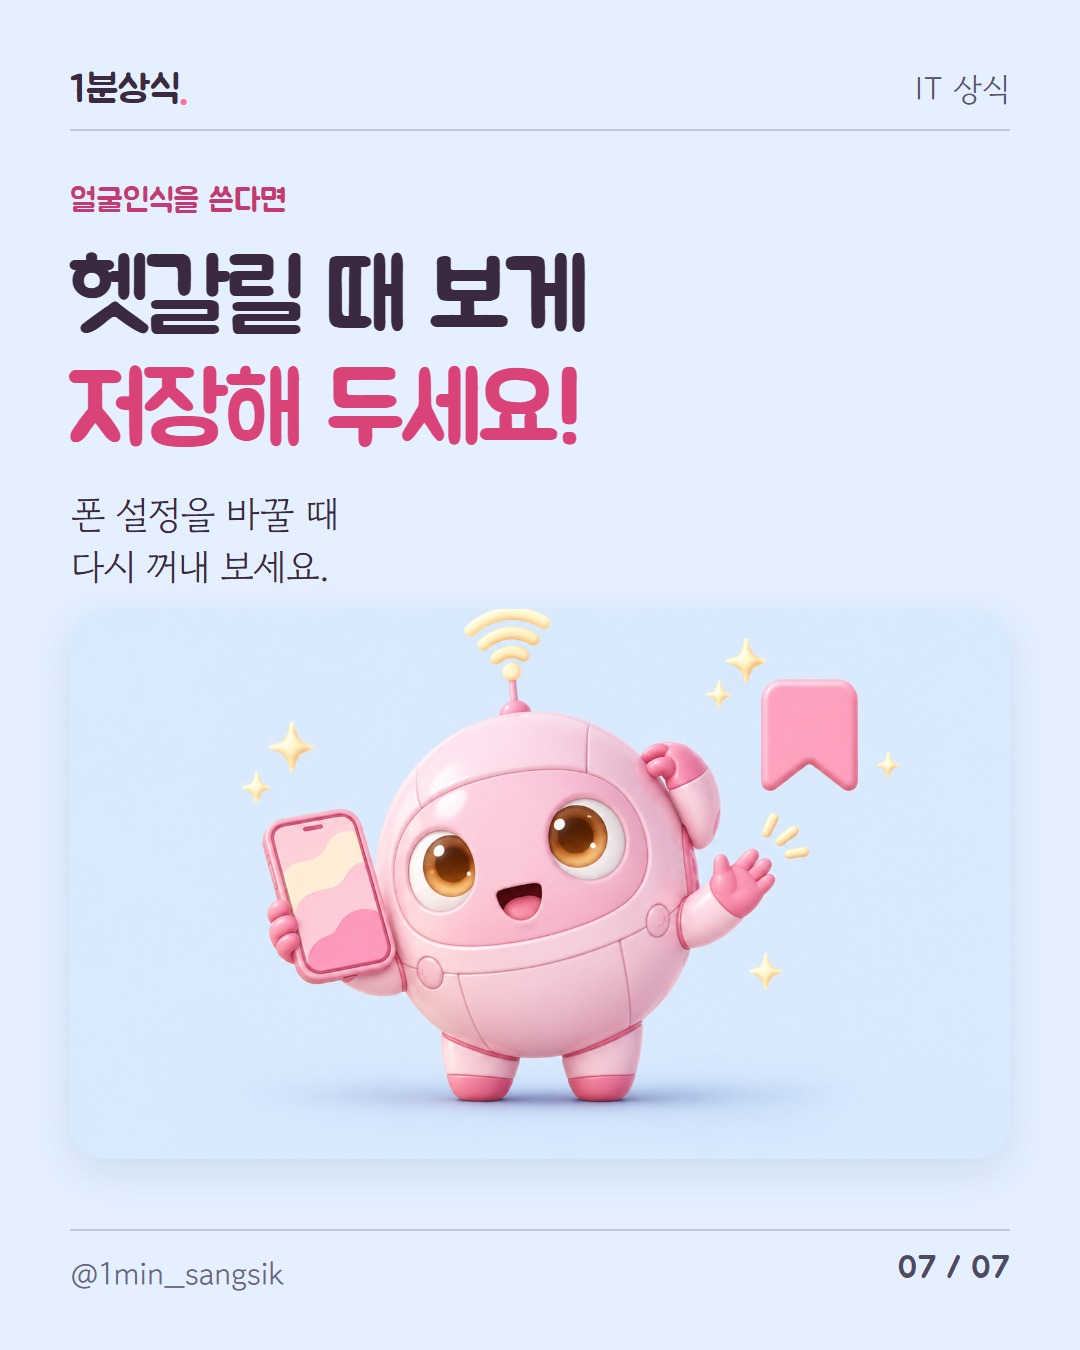 1분상식.
IT 상식
얼굴인식을 쓴다면
헷갈릴 때 보게
저장해 두세요!
폰 설정을 바꿀 때
다시 꺼내 보세요.
@1min_sangsik
07 / 07